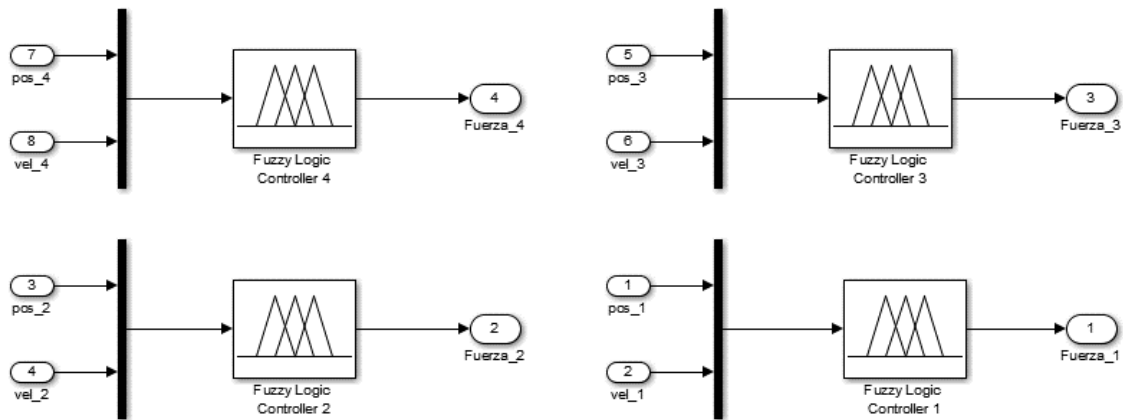 7
pos_4
8
vel_4
Fuzzy Logic
Controller 4
4
Fuerza_4
5
pos_3
6
vel_3
Fuzzy Logic
Controller 3
3
Fuerza_3
3
pos_2
4
vel_2
Fuzzy Logic
Controller 2
2
Fuerza_2
1
pos_1
2
vel_1
Fuzzy Logic
Controller 1
1
Fuerza_1